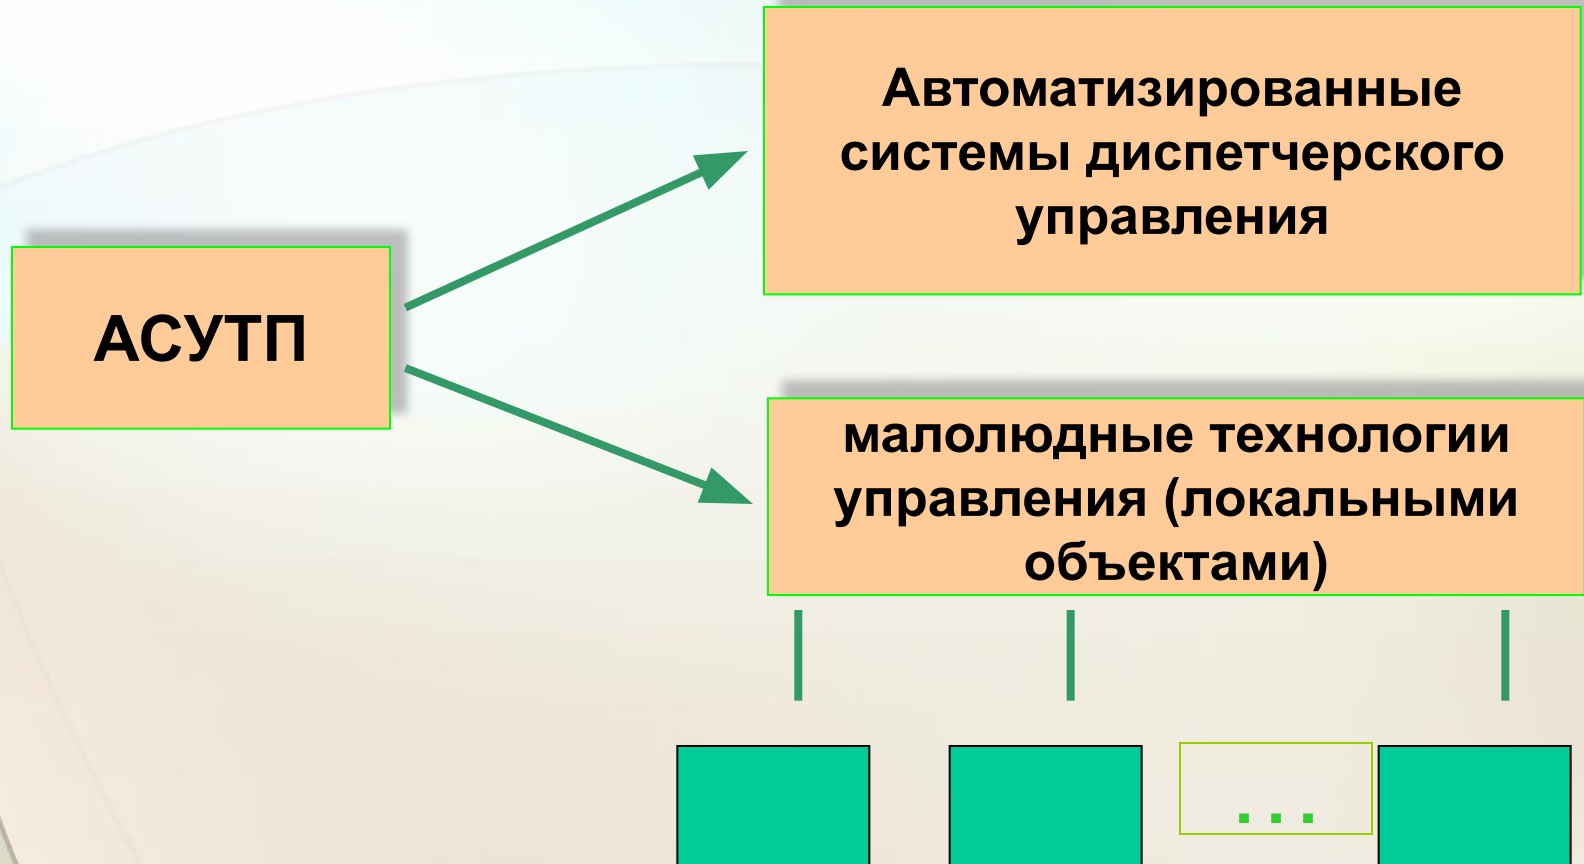 Автоматизированные
системы диспетчерского
управления
АСУТП
малолюдные технологии
управления (локальными
объектами)
...